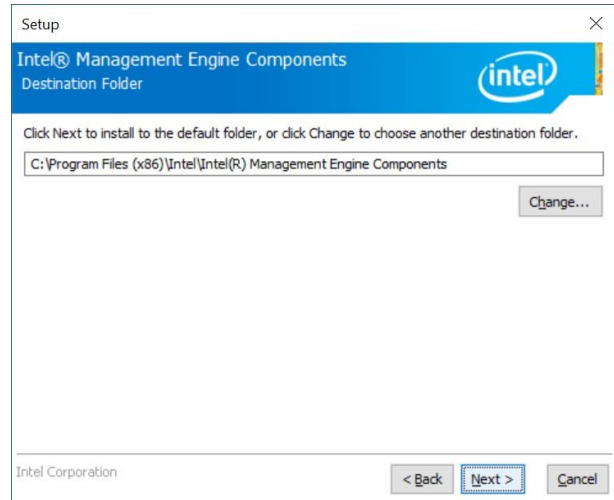 Setup
Intel® Management Engine Components
Destination Folder
intel
Click Next to install to the default folder, or click Change to choose another destination folder.
C:\Program Files (x86)\Intel\Intel(R) Management Engine Components
Change...
Intel Corporation
< Back
Next >
Cancel